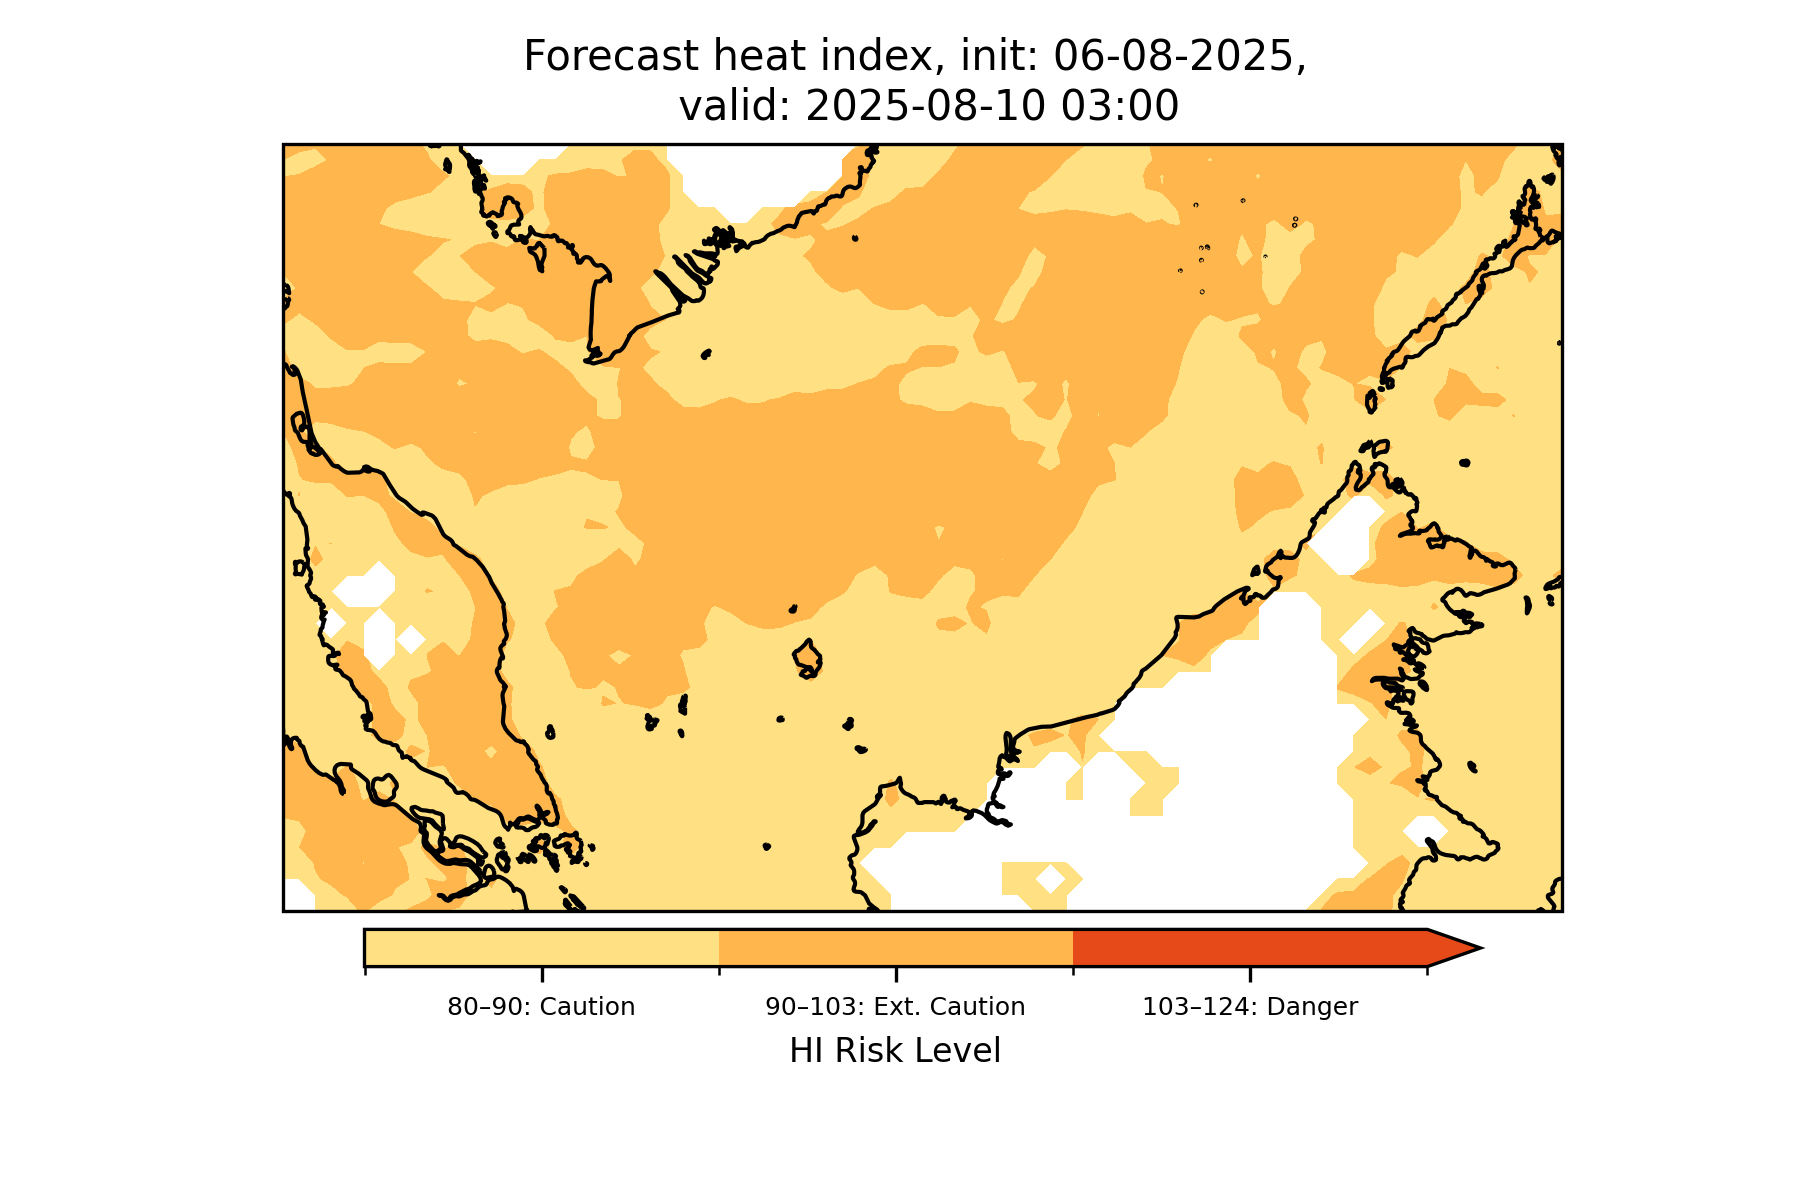 Forecast heat index, init: 06-08-2025,
valid: 2025-08-10 03:00
80–90: Caution
90–103: Ext. Caution
103–124: Danger
HI Risk Level